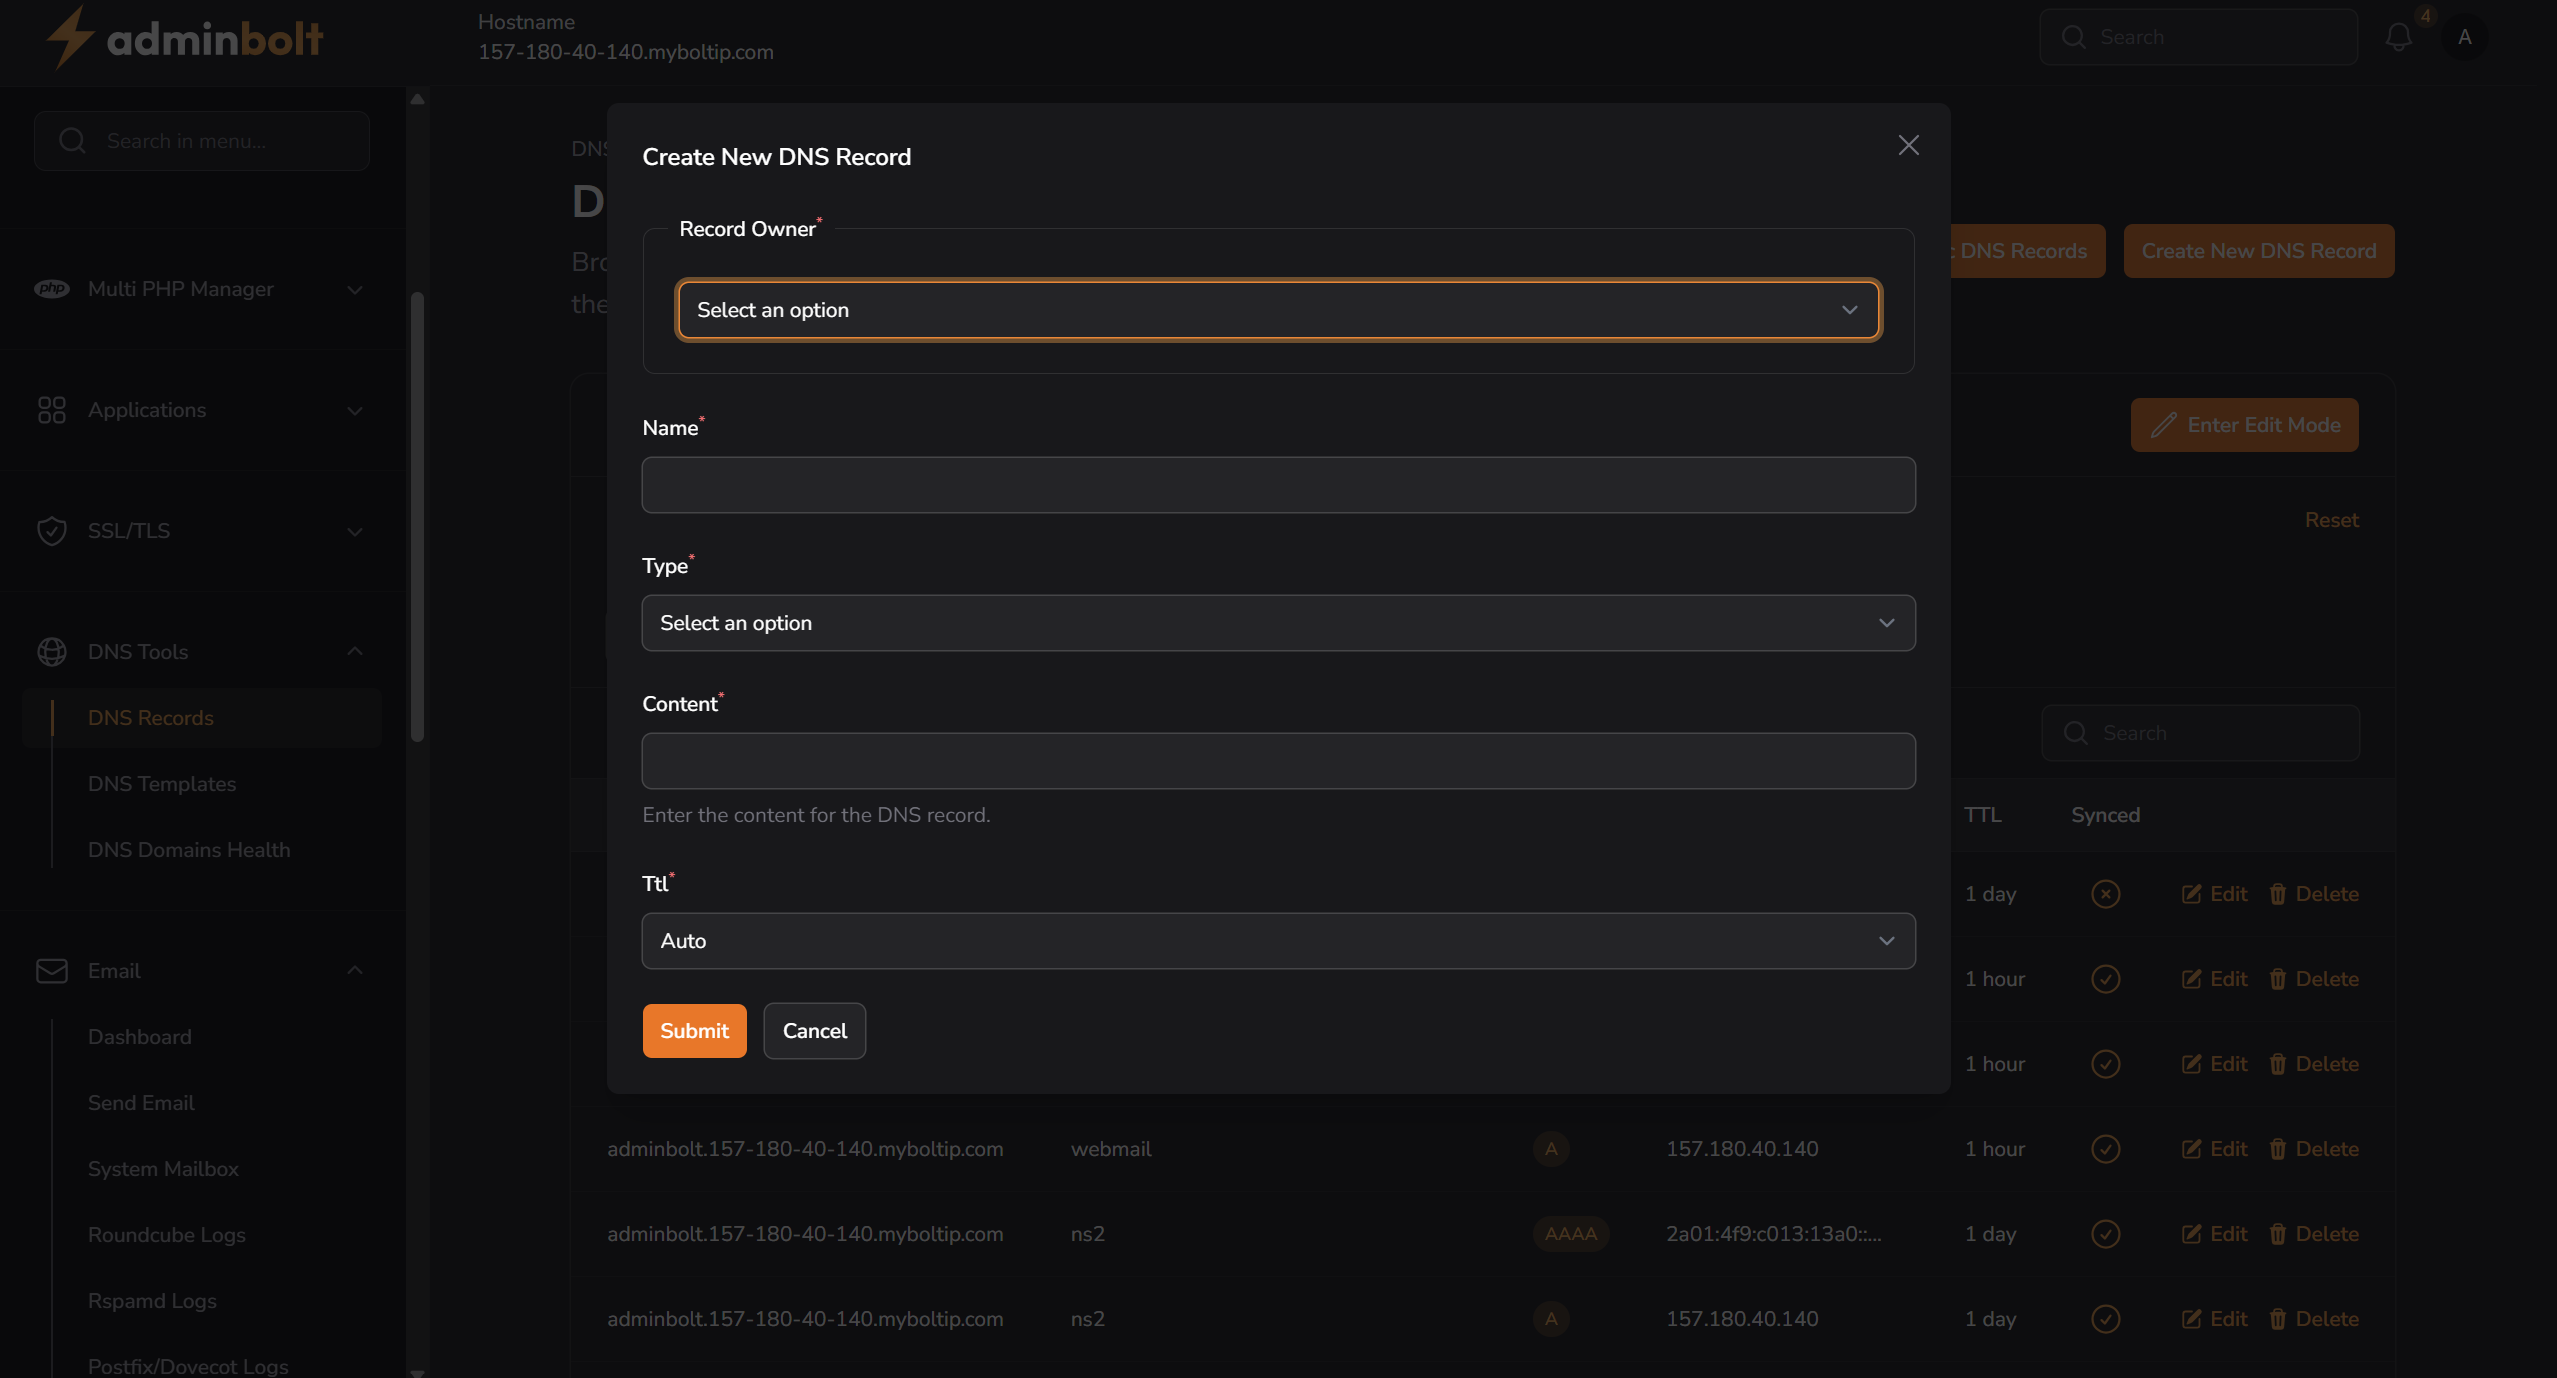 adminbolt
Hostname
157-180-40-140.myboltip.com
Search
4
A
Search in menu...
php Multi PHP Manager
Applications
SSL/TLS
DNS Tools
DNS Records
DNS Templates
DNS Domains Health
Email
Dashboard
Send Email
System Mailbox
Roundcube Logs
Rspamd Logs
Postfix/Dovecot Logs
DNS Records
Create New DNS Record
Enter Edit Mode
Reset
Search
Create New DNS Record
Record Owner*
Select an option
Name*
Type*
Select an option
Content*
Enter the content for the DNS record.
Ttl*
Auto
Submit Cancel
TTL Synced
1 day Edit Delete
1 hour Edit Delete
1 hour Edit Delete
adminbolt.157-180-40-140.myboltip.com webmail A 157.180.40.140 1 hour Edit Delete
adminbolt.157-180-40-140.myboltip.com ns2 AAAA 2a01:4f9:c013:13a0::... 1 day Edit Delete
adminbolt.157-180-40-140.myboltip.com ns2 A 157.180.40.140 1 day Edit Delete